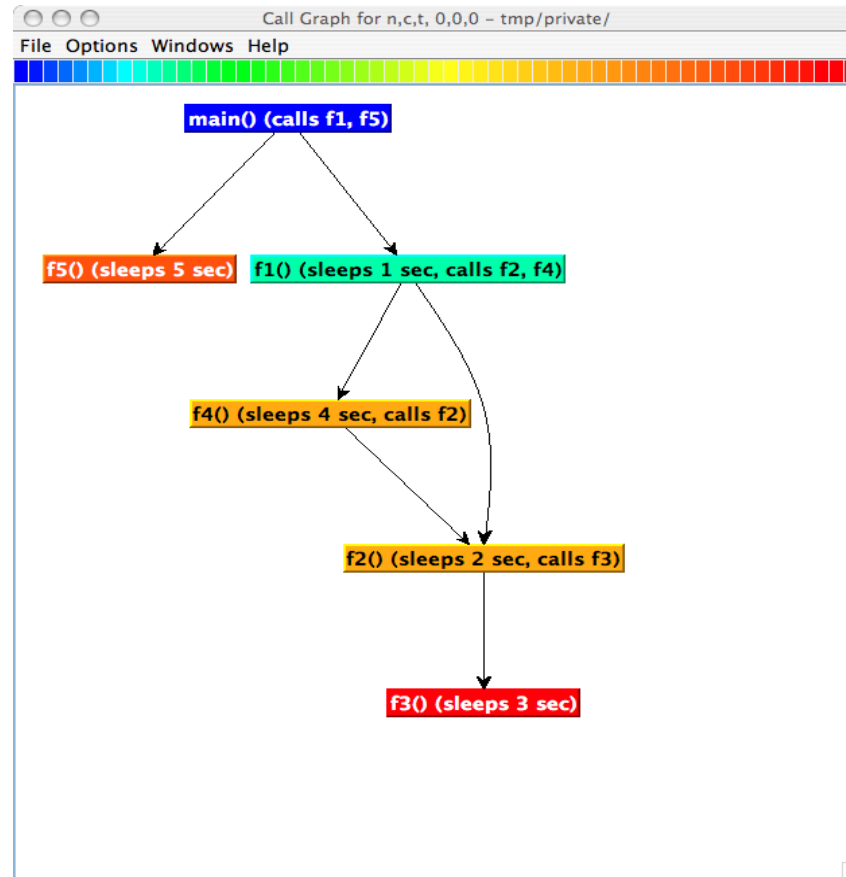 Call Graph for n,c,t, 0,0,0 – tmp/private/
File Options Windows Help
main() (calls f1, f5)
f5() (sleeps 5 sec)
f1() (sleeps 1 sec, calls f2, f4)
f4() (sleeps 4 sec, calls f2)
f2() (sleeps 2 sec, calls f3)
f3() (sleeps 3 sec)